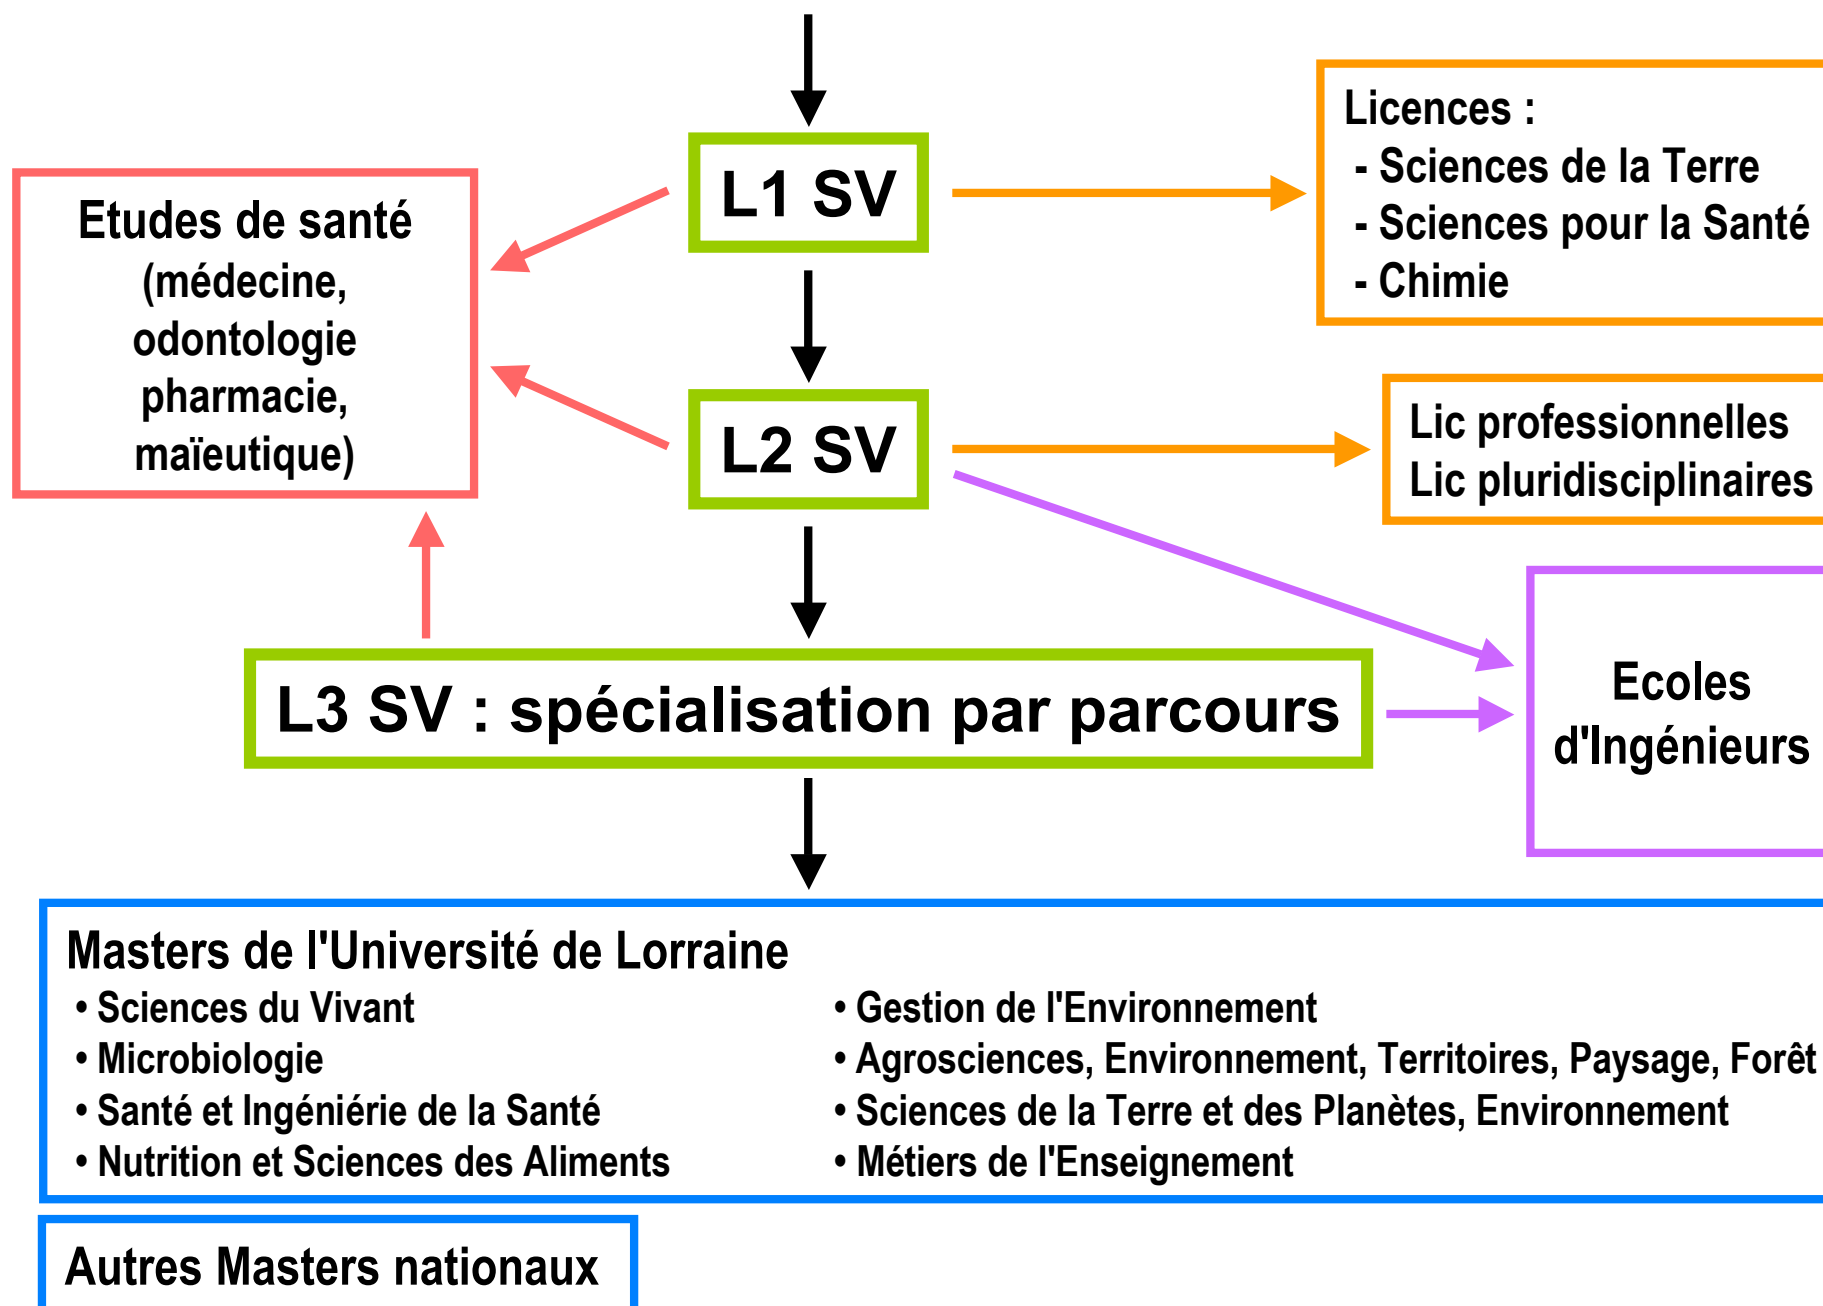 L1 SV
Licences :
- Sciences de la Terre
- Sciences pour la Santé
- Chimie
Etudes de santé
(médecine,
odontologie
pharmacie,
maïeutique)
L2 SV
Lic professionnelles
Lic pluridisciplinaires
L3 SV : spécialisation par parcours
Ecoles
d'Ingénieurs
Masters de l'Université de Lorraine
• Sciences du Vivant
• Microbiologie
• Santé et Ingéniérie de la Santé
• Nutrition et Sciences des Aliments
• Gestion de l'Environnement
• Agrosciences, Environnement, Territoires, Paysage, Forêt
• Sciences de la Terre et des Planètes, Environnement
• Métiers de l'Enseignement
Autres Masters nationaux